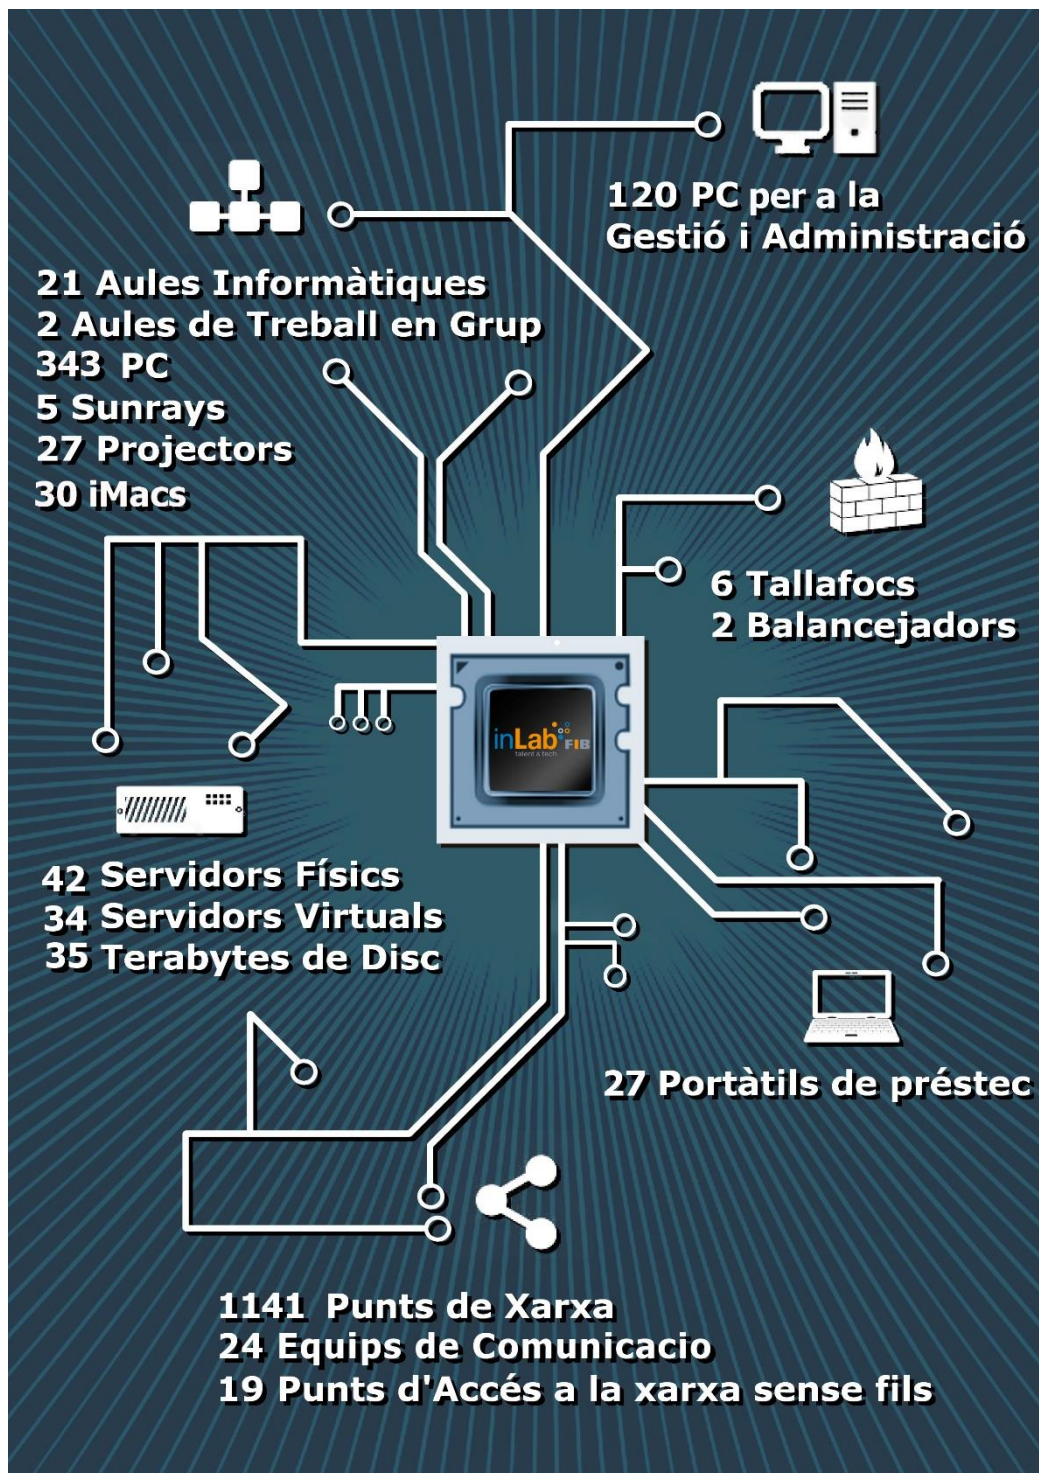 120 PC per a la
Gestió i Administració
21 Aules Informàtiques
2 Aules de Treball en Grup
343 PC
5 Sunrays
27 Projectors
30 iMacs
6 Tallafocs
2 Balancejadors
inLab FIB
talent & tech
42 Servidors Físics
34 Servidors Virtuals
35 Terabytes de Disc
27 Portàtils de préstec
1141 Punts de Xarxa
24 Equips de Comunicacio
19 Punts d'Accés a la xarxa sense fils